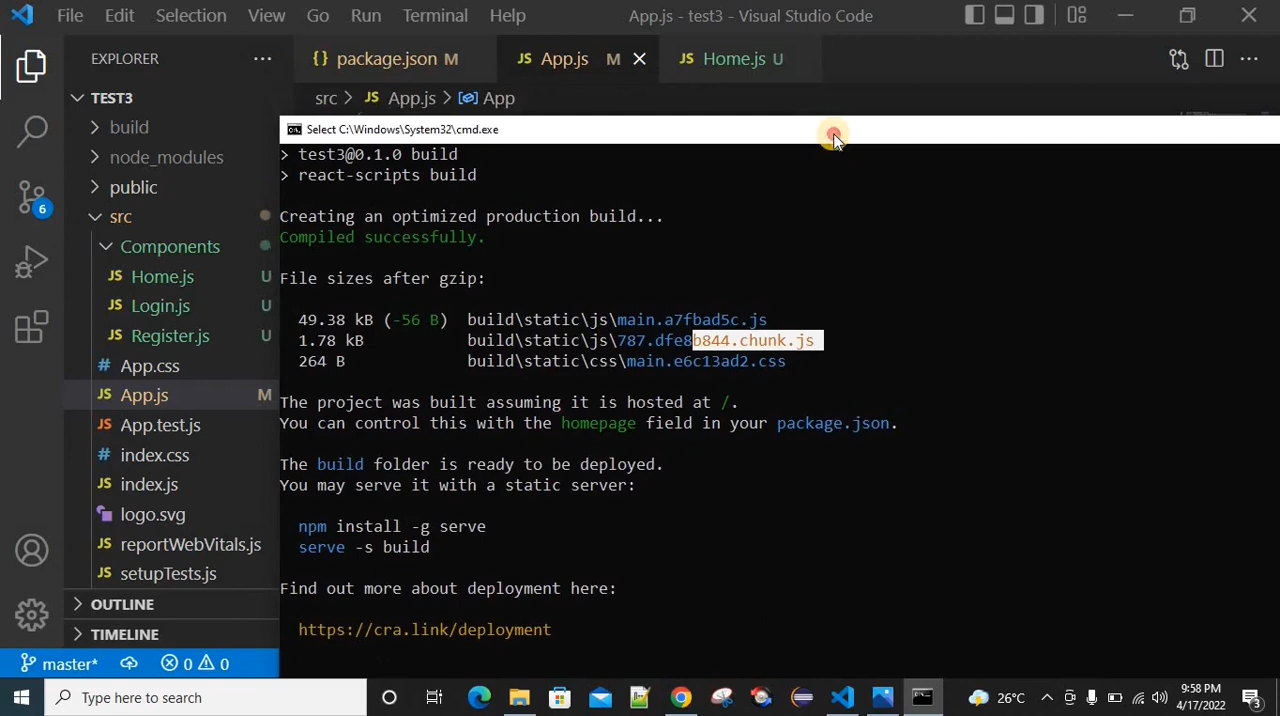 File Edit Selection View Go Run Terminal Help App.js - test3 - Visual Studio Code
EXPLORER
{} package.json M
JS App.js M
JS Home.js U
TEST3
src > JS App.js > App
build
node_modules
public
src
Components
JS Home.js U
JS Login.js U
JS Register.js U
# App.css
JS App.js M
JS App.test.js
# index.css
JS index.js
logo.svg
JS reportWebVitals.js
JS setupTests.js
OUTLINE
TIMELINE
6
Select C:\Windows\System32\cmd.exe
> test3@0.1.0 build
> react-scripts build
Creating an optimized production build...
Compiled successfully.
File sizes after gzip:
49.38 kB (-56 B) build\static\js\main.a7fbad5c.js
1.78 kB build\static\js\787.dfe8b844.chunk.js
264 B build\static\css\main.e6c13ad2.css
The project was built assuming it is hosted at /.
You can control this with the homepage field in your package.json.
The build folder is ready to be deployed.
You may serve it with a static server:
npm install -g serve
serve -s build
Find out more about deployment here:
https://cra.link/deployment
master* 0 0
Type here to search
26°C
9:58 PM
4/17/2022
3